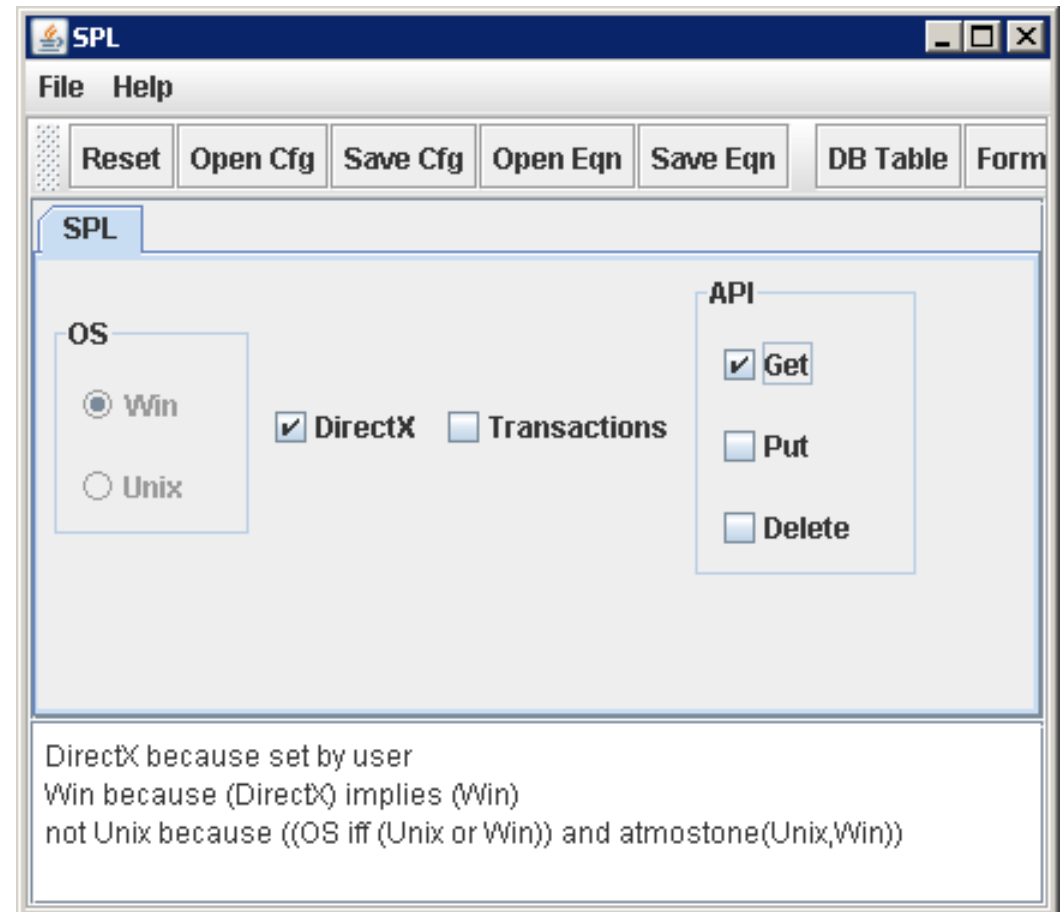 SPL
File Help
Reset Open Cfg Save Cfg Open Eqn Save Eqn DB Table Form
SPL
API
OS
Get
Win
DirectX Transactions
Put
Unix
Delete
DirectX because set by user
Win because (DirectX) implies (Win)
not Unix because ((OS iff (Unix or Win)) and atmostone(Unix,Win))